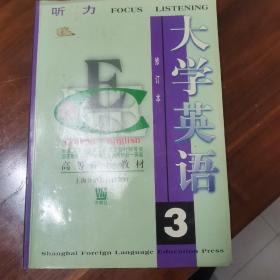 听力 FOCUS LISTENING
大学英语
修订本
College English
高等学校教材
3
Shanghai Foreign Language Education Press